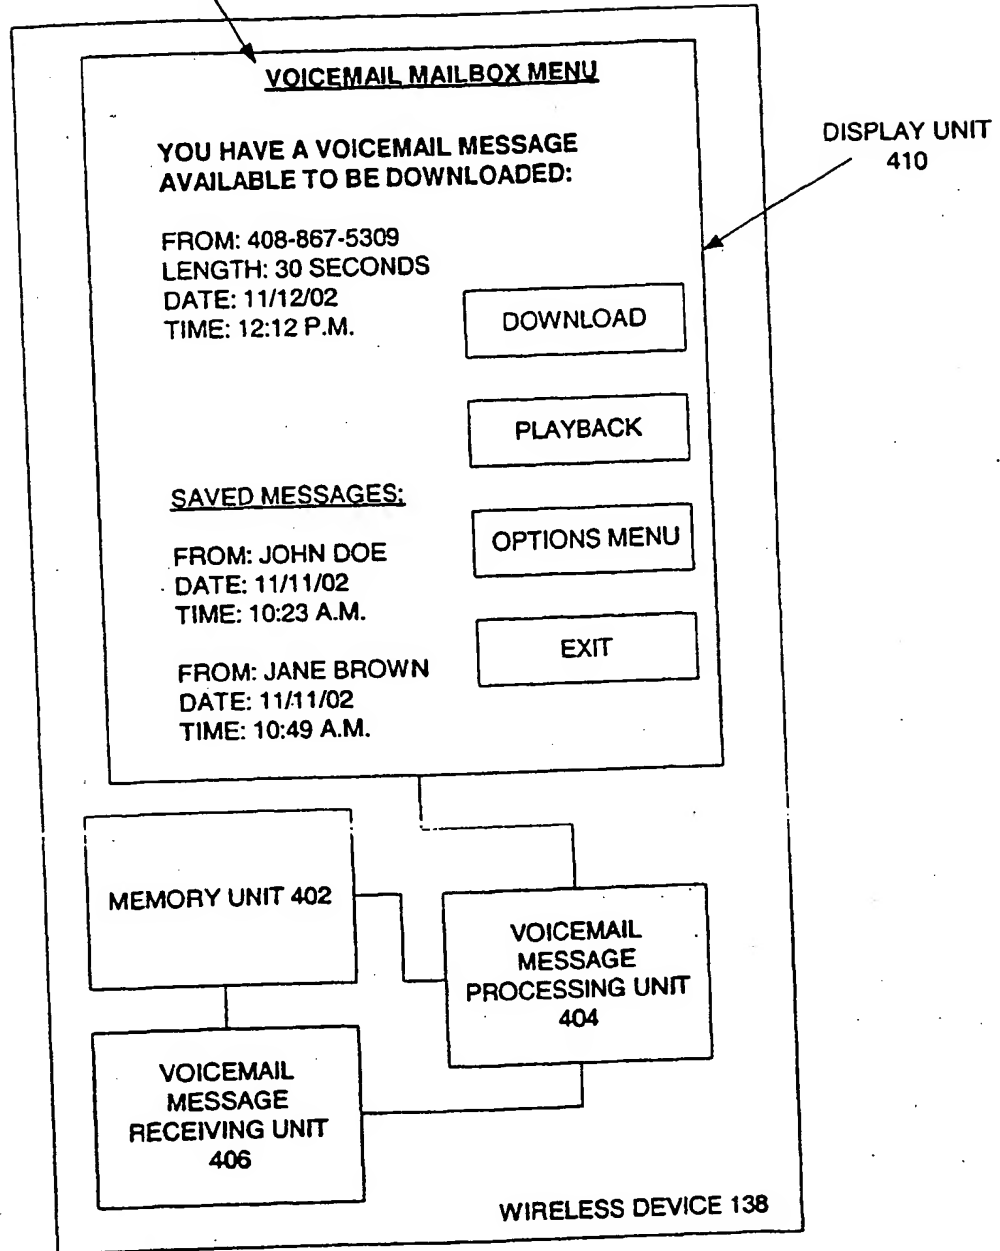 VOICEMAIL MAILBOX MENU
YOU HAVE A VOICEMAIL MESSAGE
AVAILABLE TO BE DOWNLOADED:
FROM: 408-867-5309
LENGTH: 30 SECONDS
DATE: 11/12/02
TIME: 12:12 P.M.
DOWNLOAD
PLAYBACK
OPTIONS MENU
EXIT
SAVED MESSAGES:
FROM: JOHN DOE
DATE: 11/11/02
TIME: 10:23 A.M.
FROM: JANE BROWN
DATE: 11/11/02
TIME: 10:49 A.M.
DISPLAY UNIT
410
MEMORY UNIT 402
VOICEMAIL
MESSAGE
PROCESSING UNIT
404
VOICEMAIL
MESSAGE
RECEIVING UNIT
406
WIRELESS DEVICE 138